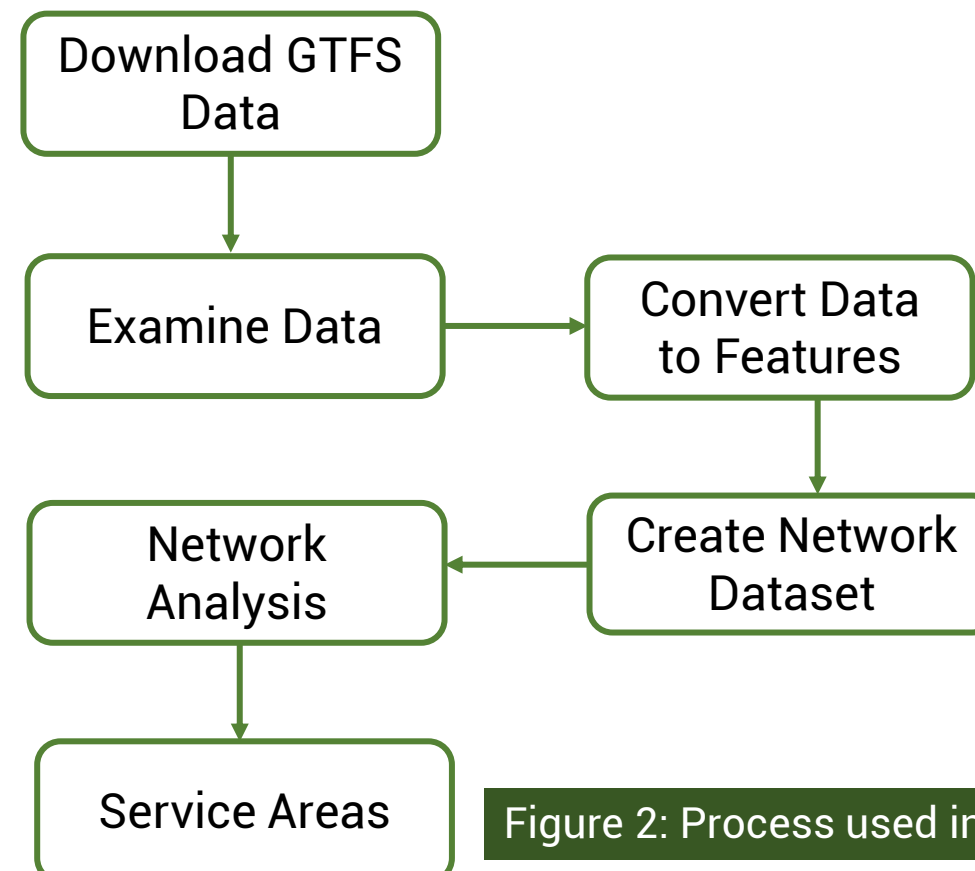 Download GTFS
Data
Examine Data
Convert Data
to Features
Create Network
Dataset
Network
Analysis
Service Areas
Figure 2: Process used in